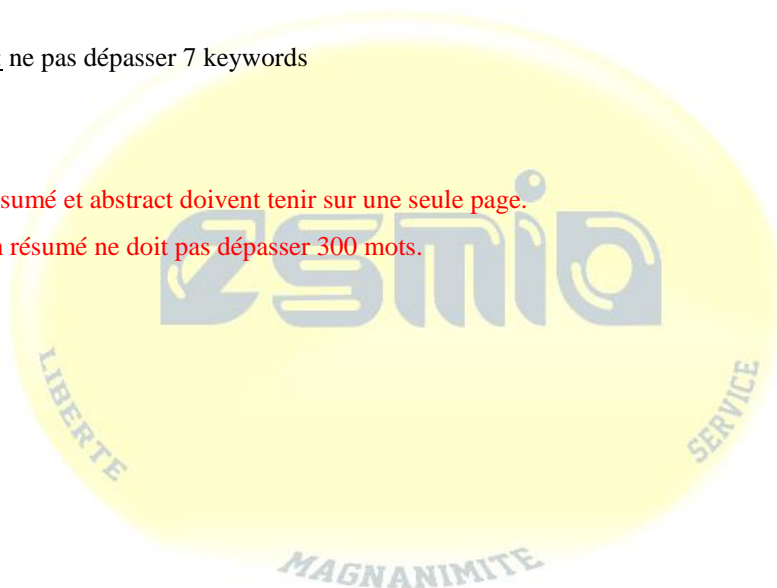 ne pas dépasser 7 keywords
sumé et abstract doivent tenir sur une seule page.
résumé ne doit pas dépasser 300 mots.
esmia
LIBERTE
SERVICE
MAGNANIMITE